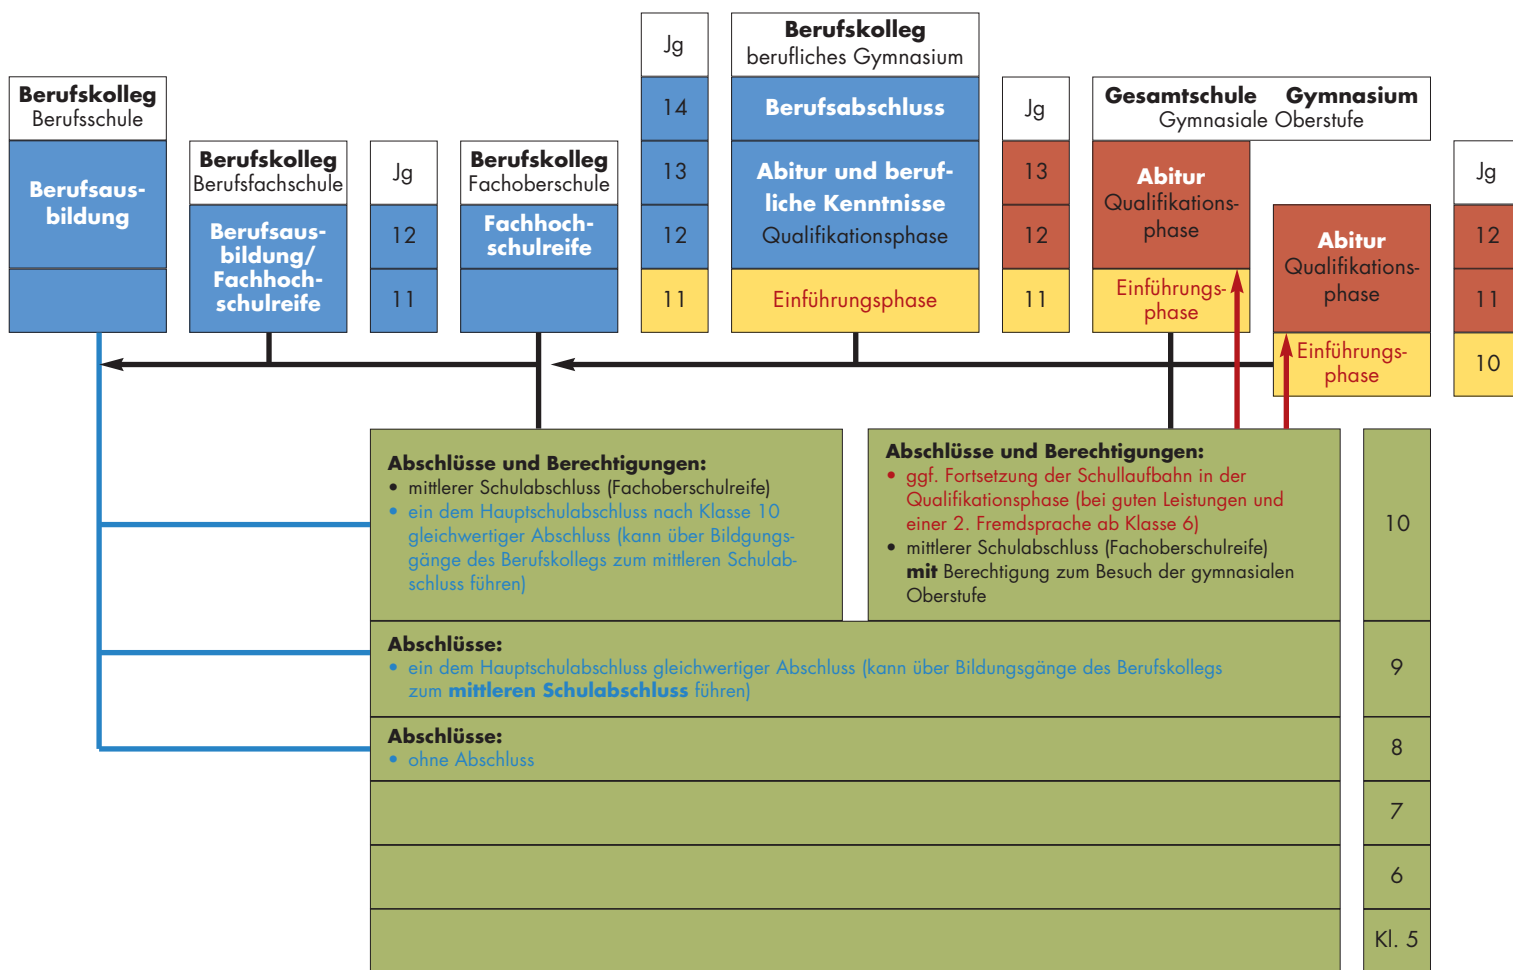 Jg
14
13
12
11
Berufskolleg
berufliches Gymnasium
Berufsabschluss
Abitur und beruf-
liche Kenntnisse
Qualifikationsphase
Einführungsphase
Berufskolleg
Berufsschule
Berufsaus-
bildung
Berufskolleg
Berufsfachschule
Berufsaus-
bildung/
Fachhoch-
schulreife
Jg
12
11
Berufskolleg
Fachoberschule
Fachhoch-
schulreife
Jg
13
12
11
Gesamtschule Gymnasium
Gymnasiale Oberstufe
Abitur
Qualifikations-
phase
Einführungs-
phase
Abitur
Qualifikations-
phase
Einführungs-
phase
Jg
12
11
10
Abschlüsse und Berechtigungen:
• mittlerer Schulabschluss (Fachoberschulreife)
• ein dem Hauptschulabschluss nach Klasse 10
gleichwertiger Abschluss (kann über Bildgungs-
gänge des Berufskollegs zum mittleren Schulab-
schluss führen)
Abschlüsse und Berechtigungen:
• ggf. Fortsetzung der Schullaufbahn in der
Qualifikationsphase (bei guten Leistungen und
einer 2. Fremdsprache ab Klasse 6)
• mittlerer Schulabschluss (Fachoberschulreife)
mit Berechtigung zum Besuch der gymnasialen
Oberstufe
10
Abschlüsse:
• ein dem Hauptschulabschluss gleichwertiger Abschluss (kann über Bildungsgänge des Berufskollegs
zum mittleren Schulabschluss führen)
9
Abschlüsse:
• ohne Abschluss
8
7
6
Kl. 5